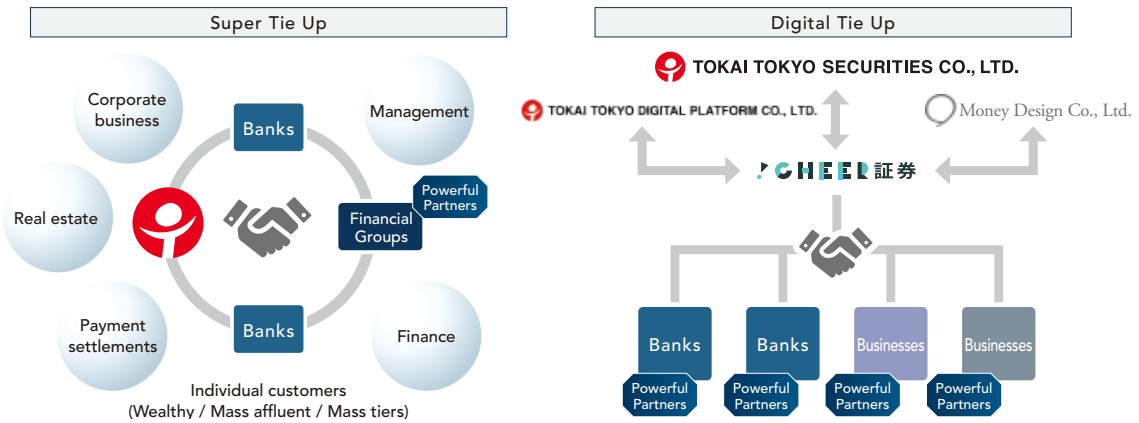 Super Tie Up
Corporate
business
Banks
Management
Real estate
Financial
Groups
Powerful
Partners
Payment
settlements
Banks
Finance
Individual customers
(Wealthy / Mass affluent / Mass tiers)
Digital Tie Up
TOKAI TOKYO SECURITIES CO., LTD.
TOKAI TOKYO DIGITAL PLATFORM CO., LTD.
Money Design Co., Ltd.
CHEER証券
Banks
Powerful
Partners
Banks
Powerful
Partners
Businesses
Powerful
Partners
Businesses
Powerful
Partners